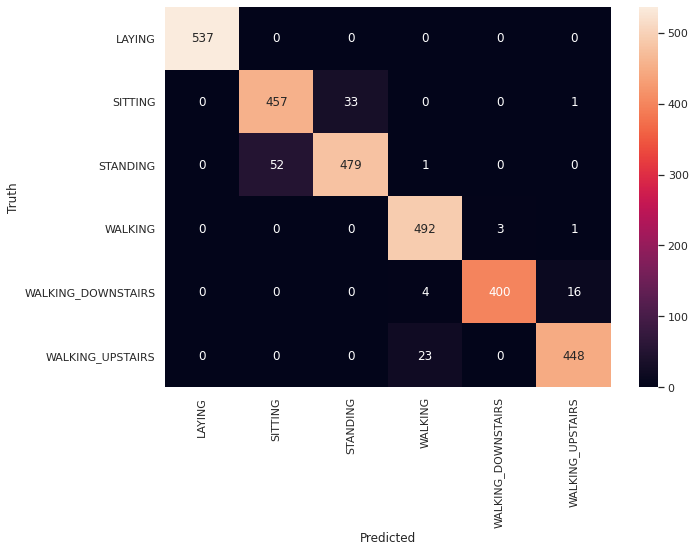 LAYING 537 0 0 0 0 0
SITTING 0 457 33 0 0 1
STANDING 0 52 479 1 0 0
WALKING 0 0 0 492 3 1
WALKING_DOWNSTAIRS 0 0 0 4 400 16
WALKING_UPSTAIRS 0 0 0 23 0 448
Truth
LAYING
SITTING
STANDING
WALKING
WALKING_DOWNSTAIRS
WALKING_UPSTAIRS
Predicted
500
400
300
200
100
0